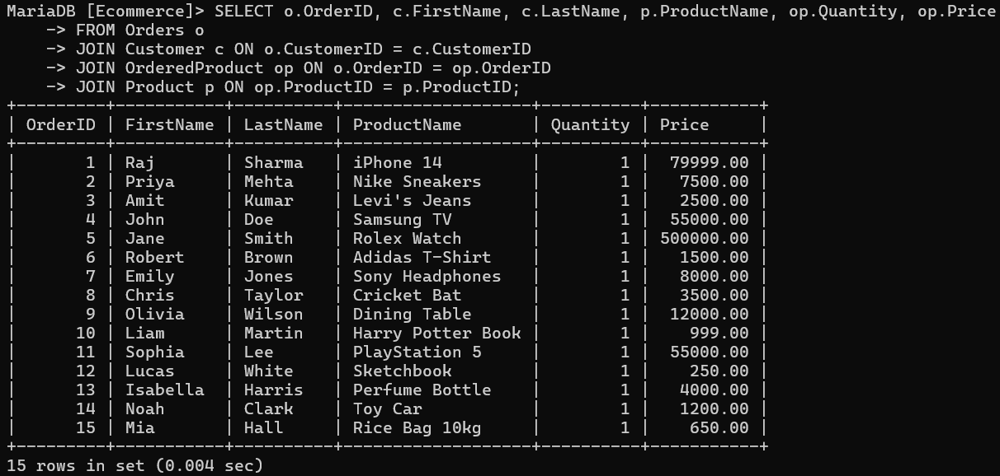 MariaDB [Ecommerce]> SELECT o.OrderID, c.FirstName, c.LastName, p.ProductName, op.Quantity, op.Price
    -> FROM Orders o
    -> JOIN Customer c ON o.CustomerID = c.CustomerID
    -> JOIN OrderedProduct op ON o.OrderID = op.OrderID
    -> JOIN Product p ON op.ProductID = p.ProductID;
+---------+-----------+----------+-------------------+----------+-----------+
| OrderID | FirstName | LastName | ProductName       | Quantity | Price     |
+---------+-----------+----------+-------------------+----------+-----------+
|       1 | Raj       | Sharma   | iPhone 14         |        1 |  79999.00 |
|       2 | Priya     | Mehta    | Nike Sneakers     |        1 |   7500.00 |
|       3 | Amit      | Kumar    | Levi's Jeans      |        1 |   2500.00 |
|       4 | John      | Doe      | Samsung TV        |        1 |  55000.00 |
|       5 | Jane      | Smith    | Rolex Watch       |        1 | 500000.00 |
|       6 | Robert    | Brown    | Adidas T-Shirt    |        1 |   1500.00 |
|       7 | Emily     | Jones    | Sony Headphones   |        1 |   8000.00 |
|       8 | Chris     | Taylor   | Cricket Bat       |        1 |   3500.00 |
|       9 | Olivia    | Wilson   | Dining Table      |        1 |  12000.00 |
|      10 | Liam      | Martin   | Harry Potter Book |        1 |    999.00 |
|      11 | Sophia    | Lee      | PlayStation 5     |        1 |  55000.00 |
|      12 | Lucas     | White    | Sketchbook        |        1 |    250.00 |
|      13 | Isabella  | Harris   | Perfume Bottle    |        1 |   4000.00 |
|      14 | Noah      | Clark    | Toy Car           |        1 |   1200.00 |
|      15 | Mia       | Hall     | Rice Bag 10kg     |        1 |    650.00 |
+---------+-----------+----------+-------------------+----------+-----------+
15 rows in set (0.004 sec)